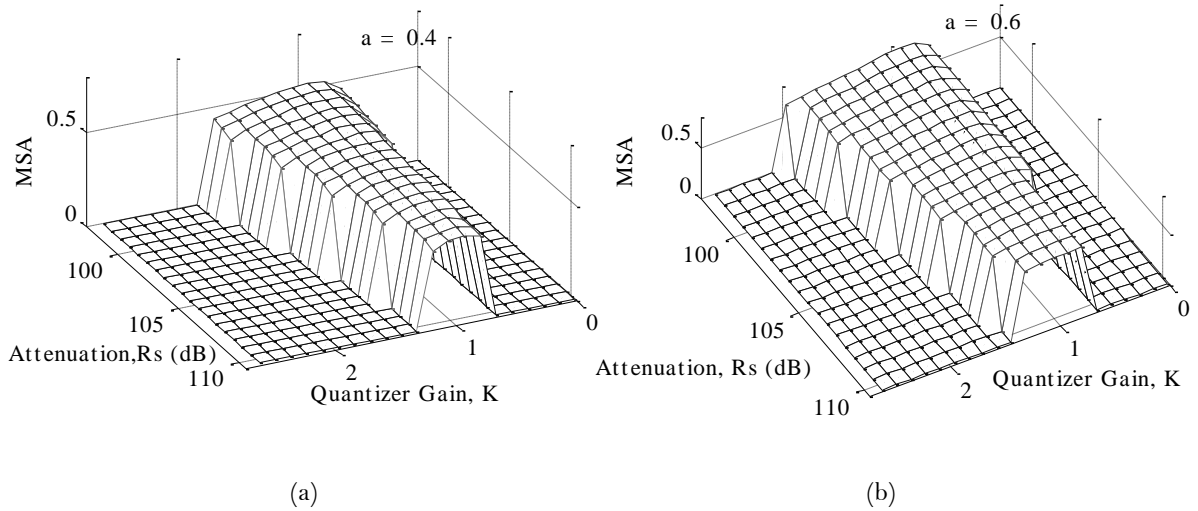 a = 0.4
0.5
0
MSA
100
105
110
Attenuation,Rs (dB)
2
1
0
Quantizer Gain, K
(a)
a = 0.6
0.5
0
MSA
100
105
110
Attenuation, Rs (dB)
2
1
0
Quantizer Gain, K
(b)